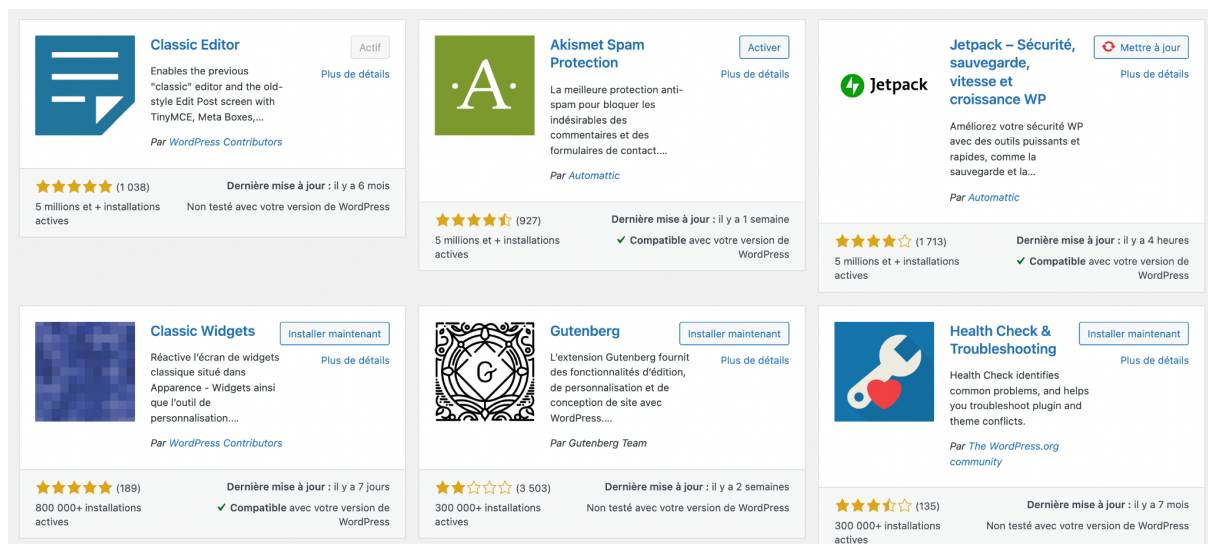 Classic Editor
Actif
Enables the previous
"classic" editor and the old-
style Edit Post screen with
TinyMCE, Meta Boxes,...
Plus de détails
Par WordPress Contributors
(1 038)
Dernière mise à jour : il y a 6 mois
5 millions et + installations
actives
Non testé avec votre version de WordPress
Akismet Spam
Protection
Activer
Plus de détails
La meilleure protection anti-
spam pour bloquer les
indésirables des
commentaires et des
formulaires de contact....
Par Automattic
·A·
(927)
Dernière mise à jour : il y a 1 semaine
5 millions et + installations
actives
Compatible avec votre version de
WordPress
Jetpack
Jetpack – Sécurité,
sauvegarde,
vitesse et
croissance WP
Mettre à jour
Plus de détails
Améliorez votre sécurité WP
avec des outils puissants et
rapides, comme la
sauvegarde et la...
Par Automattic
(1 713)
Dernière mise à jour : il y a 4 heures
5 millions et + installations
actives
Compatible avec votre version de
WordPress
Classic Widgets
Installer maintenant
Plus de détails
Réactive l'écran de widgets
classique situé dans
Apparence - Widgets ainsi
que l'outil de
personnalisation....
Par WordPress Contributors
(189)
Dernière mise à jour : il y a 7 jours
800 000+ installations
actives
Compatible avec votre version de
WordPress
G
Gutenberg
Installer maintenant
Plus de détails
L'extension Gutenberg fournit
des fonctionnalités d'édition,
de personnalisation et de
conception de site avec
WordPress....
Par Gutenberg Team
(3 503)
Dernière mise à jour : il y a 2 semaines
300 000+ installations
actives
Non testé avec votre version de WordPress
Health Check &
Troubleshooting
Installer maintenant
Plus de détails
Health Check identifies
common problems, and helps
you troubleshoot plugin and
theme conflicts.
Par The WordPress.org
community
(135)
Dernière mise à jour : il y a 7 mois
300 000+ installations
actives
Non testé avec votre version de WordPress